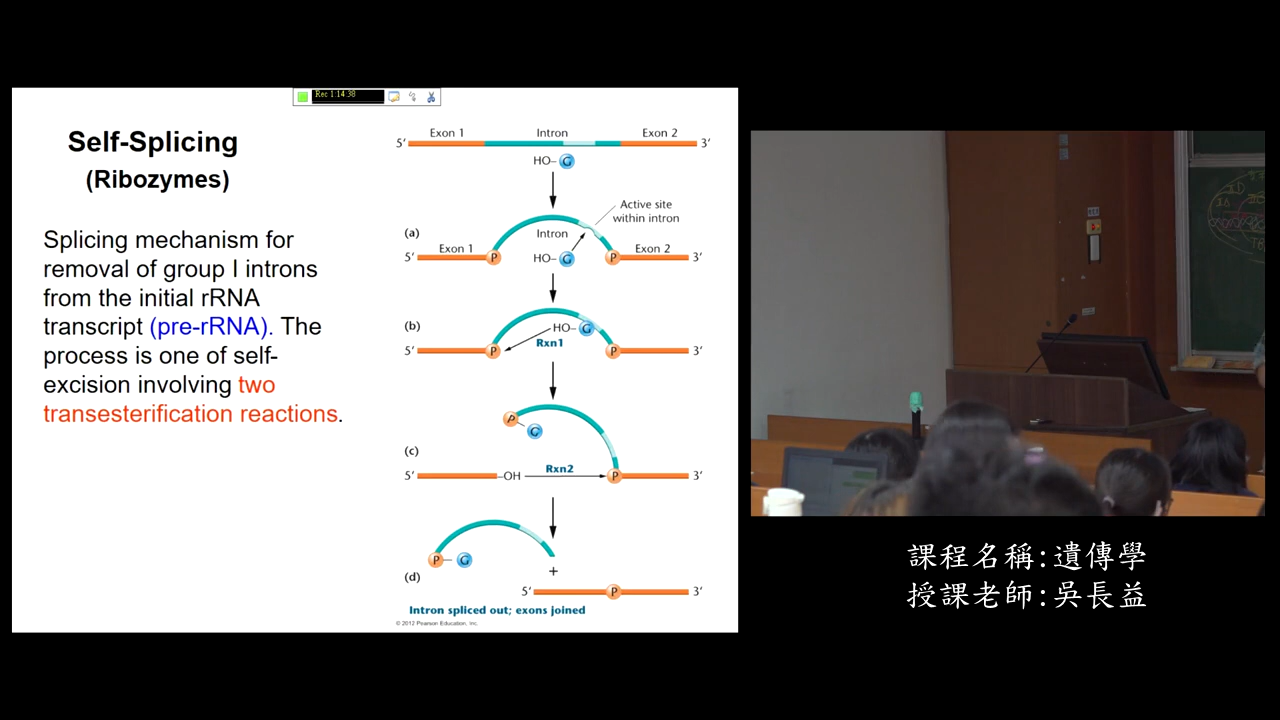 Rec 1:14:38
Self-Splicing
(Ribozymes)
Splicing mechanism for
removal of group I introns
from the initial rRNA
transcript (pre-rRNA). The
process is one of self-
excision involving two
transesterification reactions.
Exon 1 Intron Exon 2
5′ 3′
HO– G
Active site
within intron
(a)
Intron
Exon 1 Exon 2
5′ P HO– G P 3′
(b)
HO– G
Rxn1
5′ P P 3′
P
G
(c)
Rxn2
5′ –OH P 3′
P – G
(d)
+
5′ P 3′
Intron spliced out; exons joined
© 2012 Pearson Education, Inc.
課程名稱:遺傳學
授課老師:吳長益